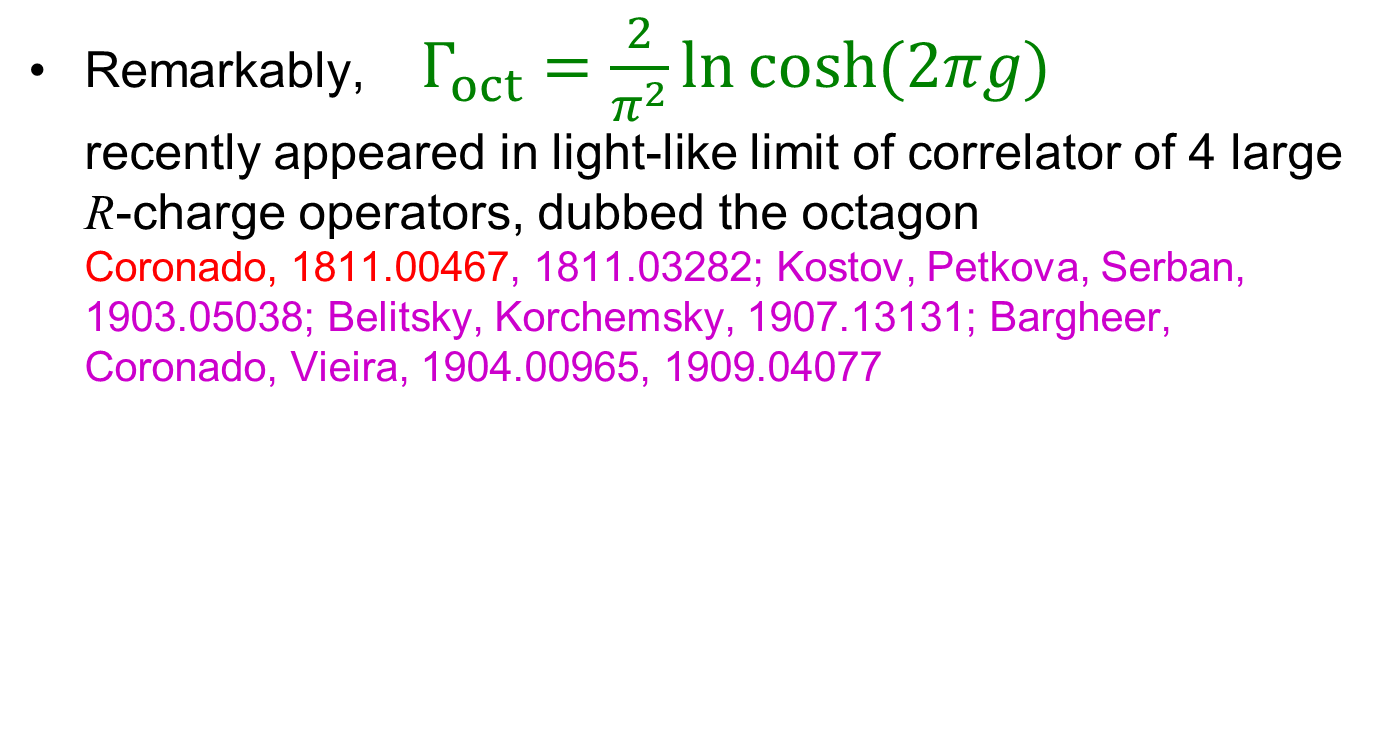 • Remarkably, Γ_oct = 2/π² ln cosh(2πg)
recently appeared in light-like limit of correlator of 4 large
R-charge operators, dubbed the octagon
Coronado, 1811.00467, 1811.03282; Kostov, Petkova, Serban,
1903.05038; Belitsky, Korchemsky, 1907.13131; Bargheer,
Coronado, Vieira, 1904.00965, 1909.04077